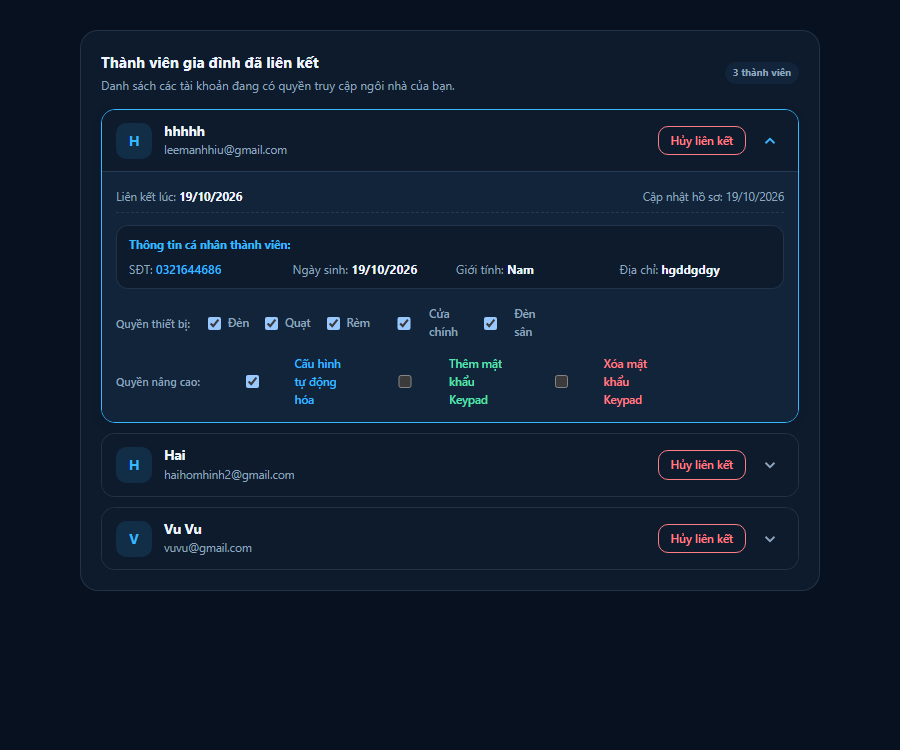 Thành viên gia đình đã liên kết
Danh sách các tài khoản đang có quyền truy cập ngôi nhà của bạn.
3 thành viên
H
hhhhh
leemanhhiu@gmail.com
Hủy liên kết
Liên kết lúc: 19/10/2026
Cập nhật hồ sơ: 19/10/2026
Thông tin cá nhân thành viên:
SĐT: 0321644686
Ngày sinh: 19/10/2026
Giới tính: Nam
Địa chỉ: hgddgdgy
Quyền thiết bị:
Đèn
Quạt
Rèm
Cửa
chính
Đèn
sân
Quyền nâng cao:
Cấu hình
tự động
hóa
Thêm mật
khẩu
Keypad
Xóa mật
khẩu
Keypad
H
Hai
haihomhinh2@gmail.com
Hủy liên kết
V
Vu Vu
vuvu@gmail.com
Hủy liên kết